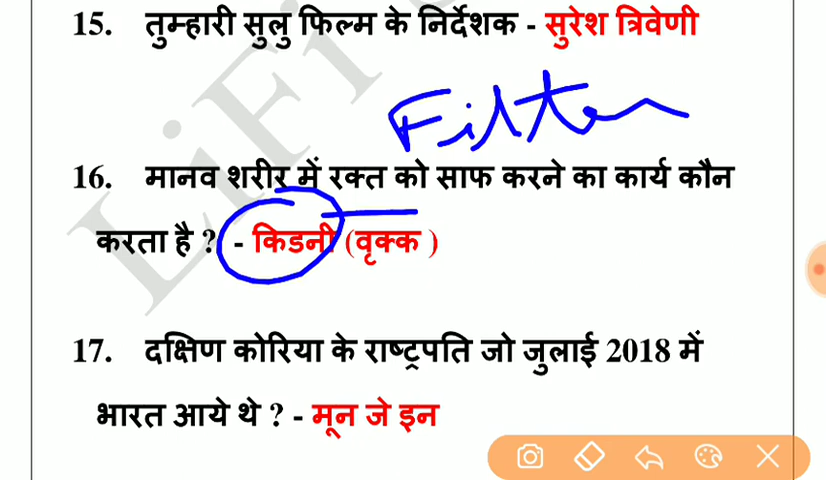 15. तुम्हारी सुलु फिल्म के निर्देशक - सुरेश त्रिवेणी
Filter
16. मानव शरीर में रक्त को साफ करने का कार्य कौन
करता है ? - किडनी (वृक्क )
17. दक्षिण कोरिया के राष्ट्रपति जो जुलाई 2018 में
भारत आये थे ? - मून जे इन